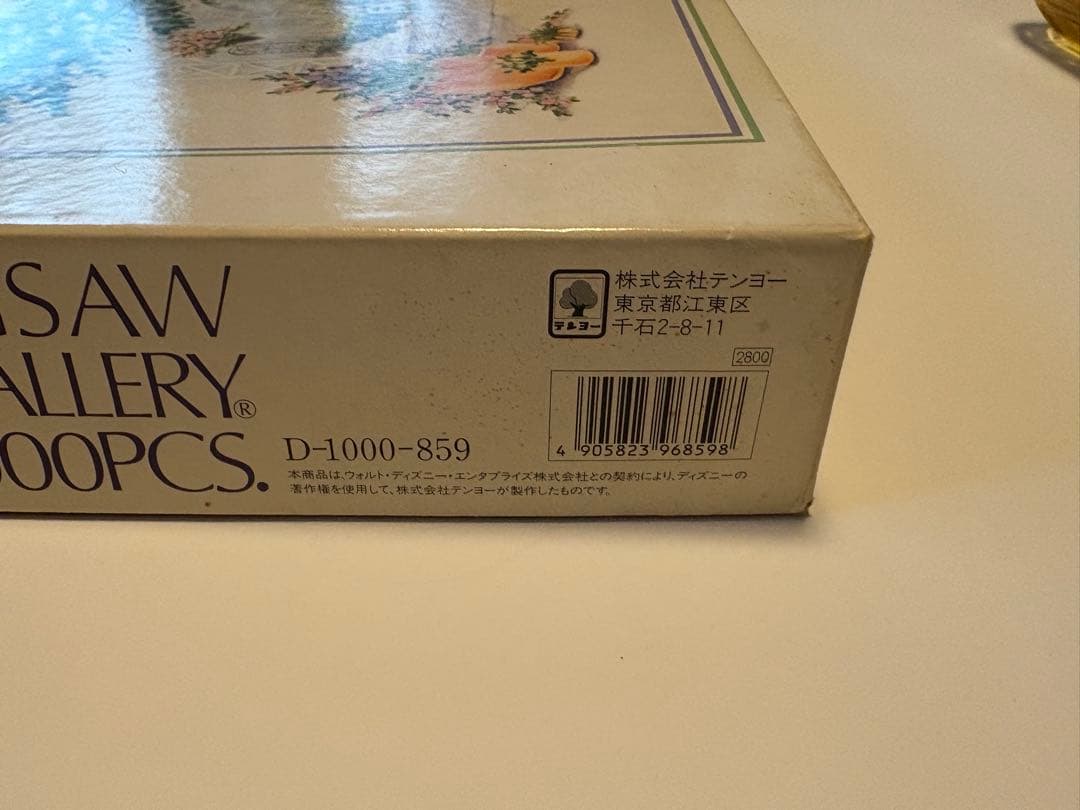 ISAW
ALLERY®
000PCS.
D-1000-859
本商品は、ウォルト・ディズニー・エンタプライズ株式会社との契約により、ディズニーの
著作権を使用して、株式会社テンヨーが製作したものです。
テンヨー
株式会社テンヨー
東京都江東区
千石2-8-11
2800
4 905823 968598